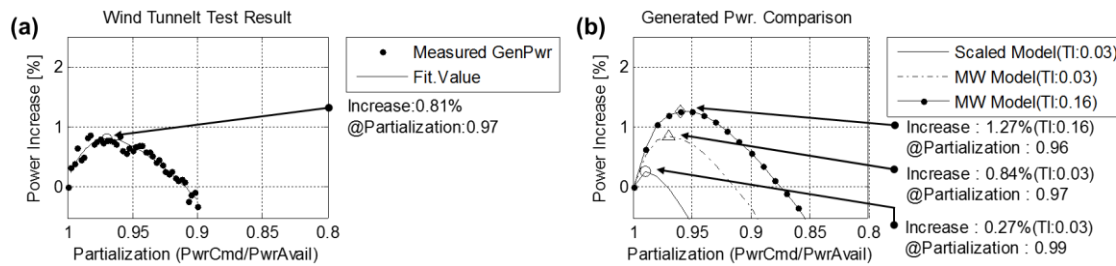 (a)
Wind Tunnelt Test Result
Power Increase [%]
2
1
0
1
0.95
0.9
0.85
0.8
Partialization (PwrCmd/PwrAvail)
Measured GenPwr
Fit.Value
Increase:0.81%
@Partialization:0.97
(b)
Generated Pwr. Comparison
Power Increase [%]
2
1
0
1
0.95
0.9
0.85
0.8
Partialization (PwrCmd/PwrAvail)
Scaled Model(TI:0.03)
MW Model(TI:0.03)
MW Model(TI:0.16)
Increase : 1.27%(TI:0.16)
@Partialization : 0.96
Increase : 0.84%(TI:0.03)
@Partialization : 0.97
Increase : 0.27%(TI:0.03)
@Partialization : 0.99